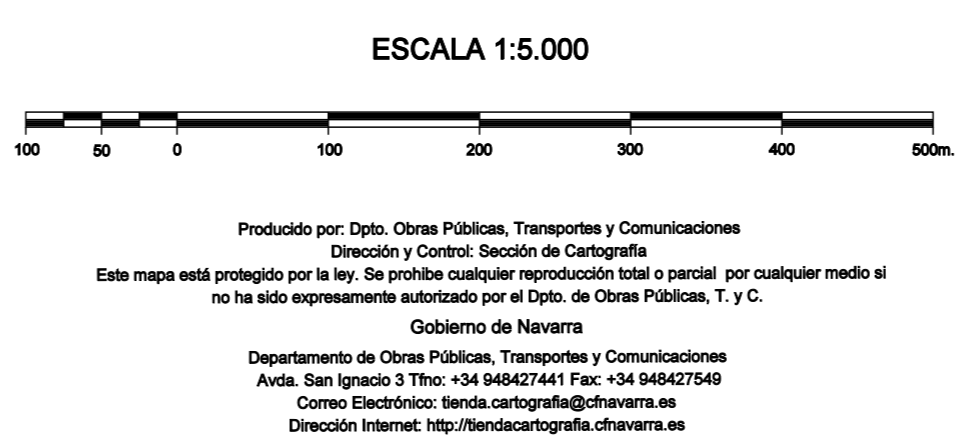 ESCALA 1:5.000
100 50 0 100 200 300 400 500m.
Producido por: Dpto. Obras Públicas, Transportes y Comunicaciones
Dirección y Control: Sección de Cartografía
Este mapa está protegido por la ley. Se prohibe cualquier reproducción total o parcial por cualquier medio si
no ha sido expresamente autorizado por el Dpto. de Obras Públicas, T. y C.
Gobierno de Navarra
Departamento de Obras Públicas, Transportes y Comunicaciones
Avda. San Ignacio 3 Tfno: +34 948427441 Fax: +34 948427549
Correo Electrónico: tienda.cartografia@cfnavarra.es
Dirección Internet: http://tiendacartografia.cfnavarra.es